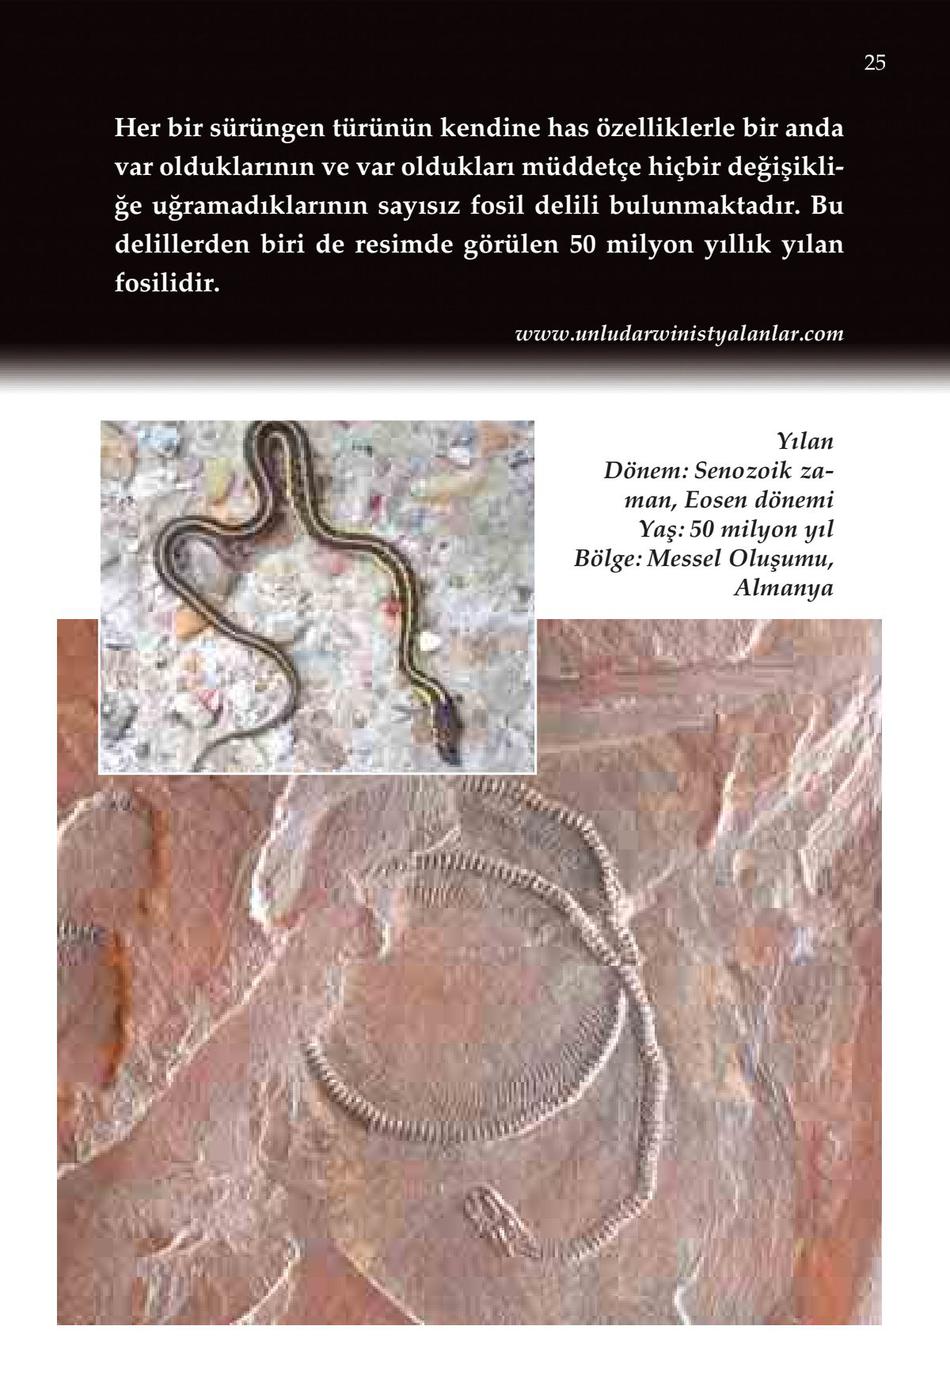 25
Her bir sürüngen türünün kendine has özelliklerle bir anda
var olduklarının ve var oldukları müddetçe hiçbir değişikli-
ğe uğramadıklarının sayısız fosil delili bulunmaktadır. Bu
delillerden biri de resimde görülen 50 milyon yıllık yılan
fosilidir.
www.unludarwinistyalanlar.com
Yılan
Dönem: Senozoik za-
man, Eosen dönemi
Yaş: 50 milyon yıl
Bölge: Messel Oluşumu,
Almanya